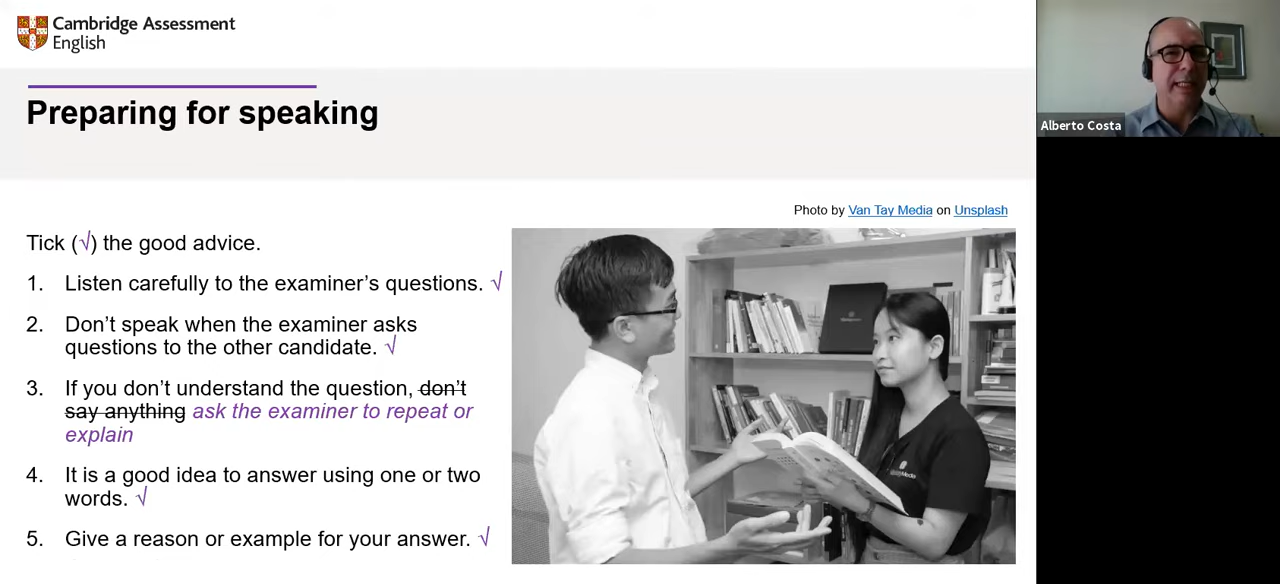 Cambridge Assessment
English
Preparing for speaking
Alberto Costa
Photo by Van Tay Media on Unsplash
Tick (√) the good advice.
1. Listen carefully to the examiner's questions. √
2. Don't speak when the examiner asks
questions to the other candidate. √
3. If you don't understand the question, don't
say anything ask the examiner to repeat or
explain
4. It is a good idea to answer using one or two
words. √
5. Give a reason or example for your answer. √